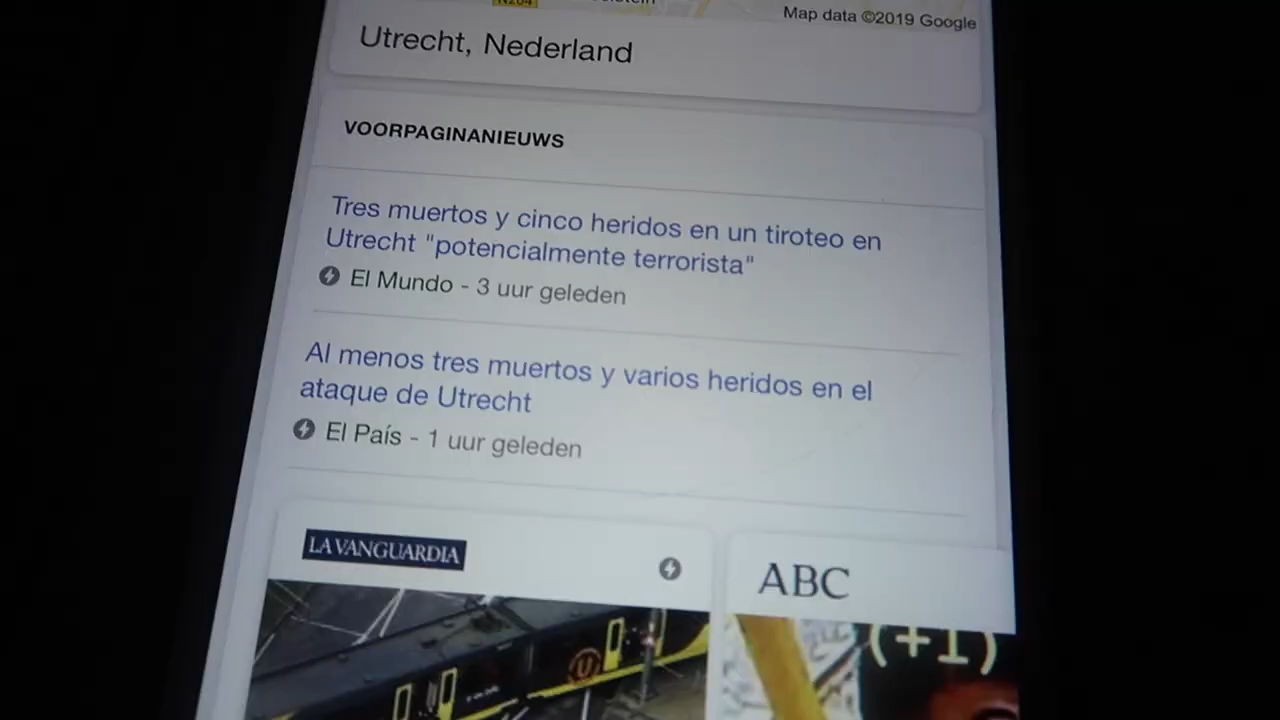 N204
Map data ©2019 Google
Utrecht, Nederland
VOORPAGINANIEUWS
Tres muertos y cinco heridos en un tiroteo en
Utrecht "potencialmente terrorista"
El Mundo - 3 uur geleden
Al menos tres muertos y varios heridos en el
ataque de Utrecht
El País - 1 uur geleden
LA VANGUARDIA
ABC
(+1)
U